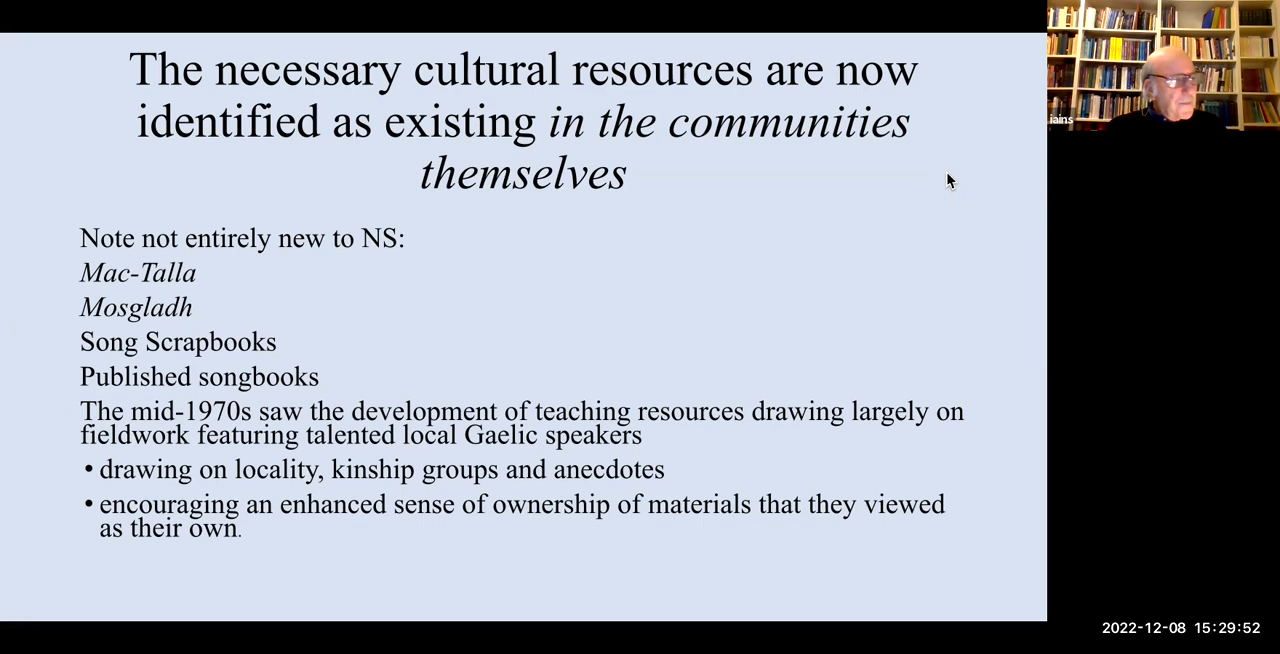 The necessary cultural resources are now
identified as existing in the communities
themselves
Note not entirely new to NS:
Mac-Talla
Mosgladh
Song Scrapbooks
Published songbooks
The mid-1970s saw the development of teaching resources drawing largely on
fieldwork featuring talented local Gaelic speakers
• drawing on locality, kinship groups and anecdotes
• encouraging an enhanced sense of ownership of materials that they viewed
as their own.
iains
2022-12-08 15:29:52